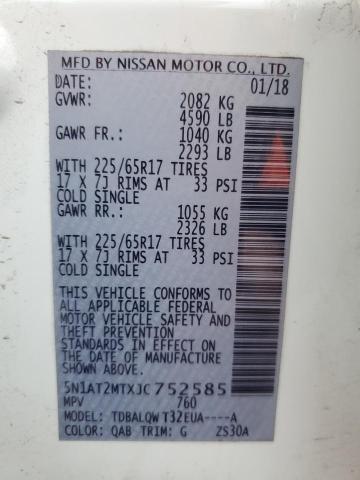 MFD BY NISSAN MOTOR CO., LTD.
DATE: 01/18
GVWR: 2082 KG
4590 LB
GAWR FR.: 1040 KG
2293 LB
WITH 225/65R17 TIRES
17 X 7J RIMS AT 33 PSI
COLD SINGLE
GAWR RR.: 1055 KG
2326 LB
WITH 225/65R17 TIRES
17 X 7J RIMS AT 33 PSI
COLD SINGLE
THIS VEHICLE CONFORMS TO
ALL APPLICABLE FEDERAL
MOTOR VEHICLE SAFETY AND
THEFT PREVENTION
STANDARDS IN EFFECT ON
THE DATE OF MANUFACTURE
SHOWN ABOVE.
5N1AT2MTXJC752585
MPV 760
MODEL: TDBALQW T32EUA----A
COLOR: QAB TRIM: G ZS30A